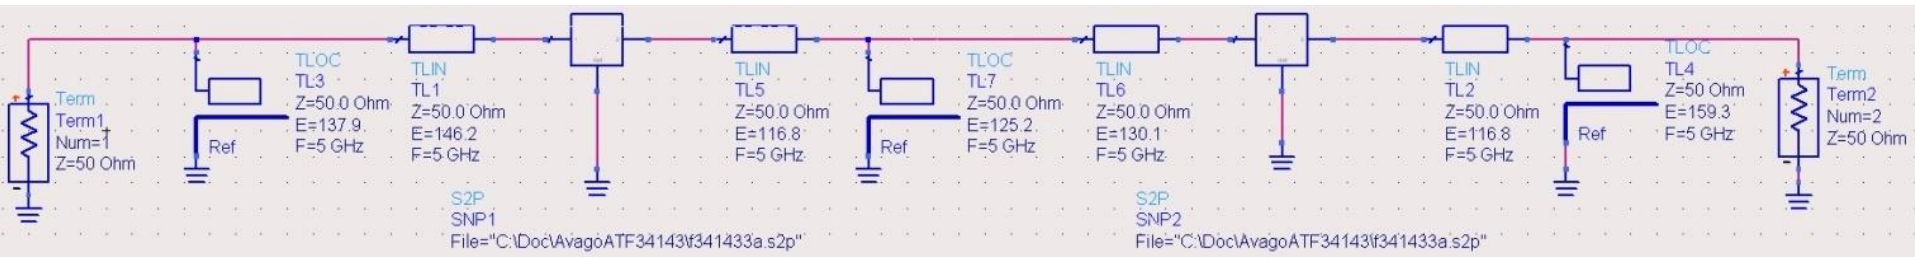 Term
Term1
Num=1
Z=50 Ohm
Ref
TLOC
TL3
Z=50.0 Ohm
E=137.9
F=5 GHz
TLIN
TL1
Z=50.0 Ohm
E=146.2
F=5 GHz
S2P
SNP1
File="C:\Doc\AvagoATF34143\f341433a.s2p"
TLIN
TL5
Z=50.0 Ohm
E=116.8
F=5 GHz
Ref
TLOC
TL7
Z=50.0 Ohm
E=125.2
F=5 GHz
TLIN
TL6
Z=50.0 Ohm
E=130.1
F=5 GHz
S2P
SNP2
File="C:\Doc\AvagoATF34143\f341433a.s2p"
TLIN
TL2
Z=50.0 Ohm
E=116.8
F=5 GHz
Ref
TLOC
TL4
Z=50 Ohm
E=159.3
F=5 GHz
Term
Term2
Num=2
Z=50 Ohm